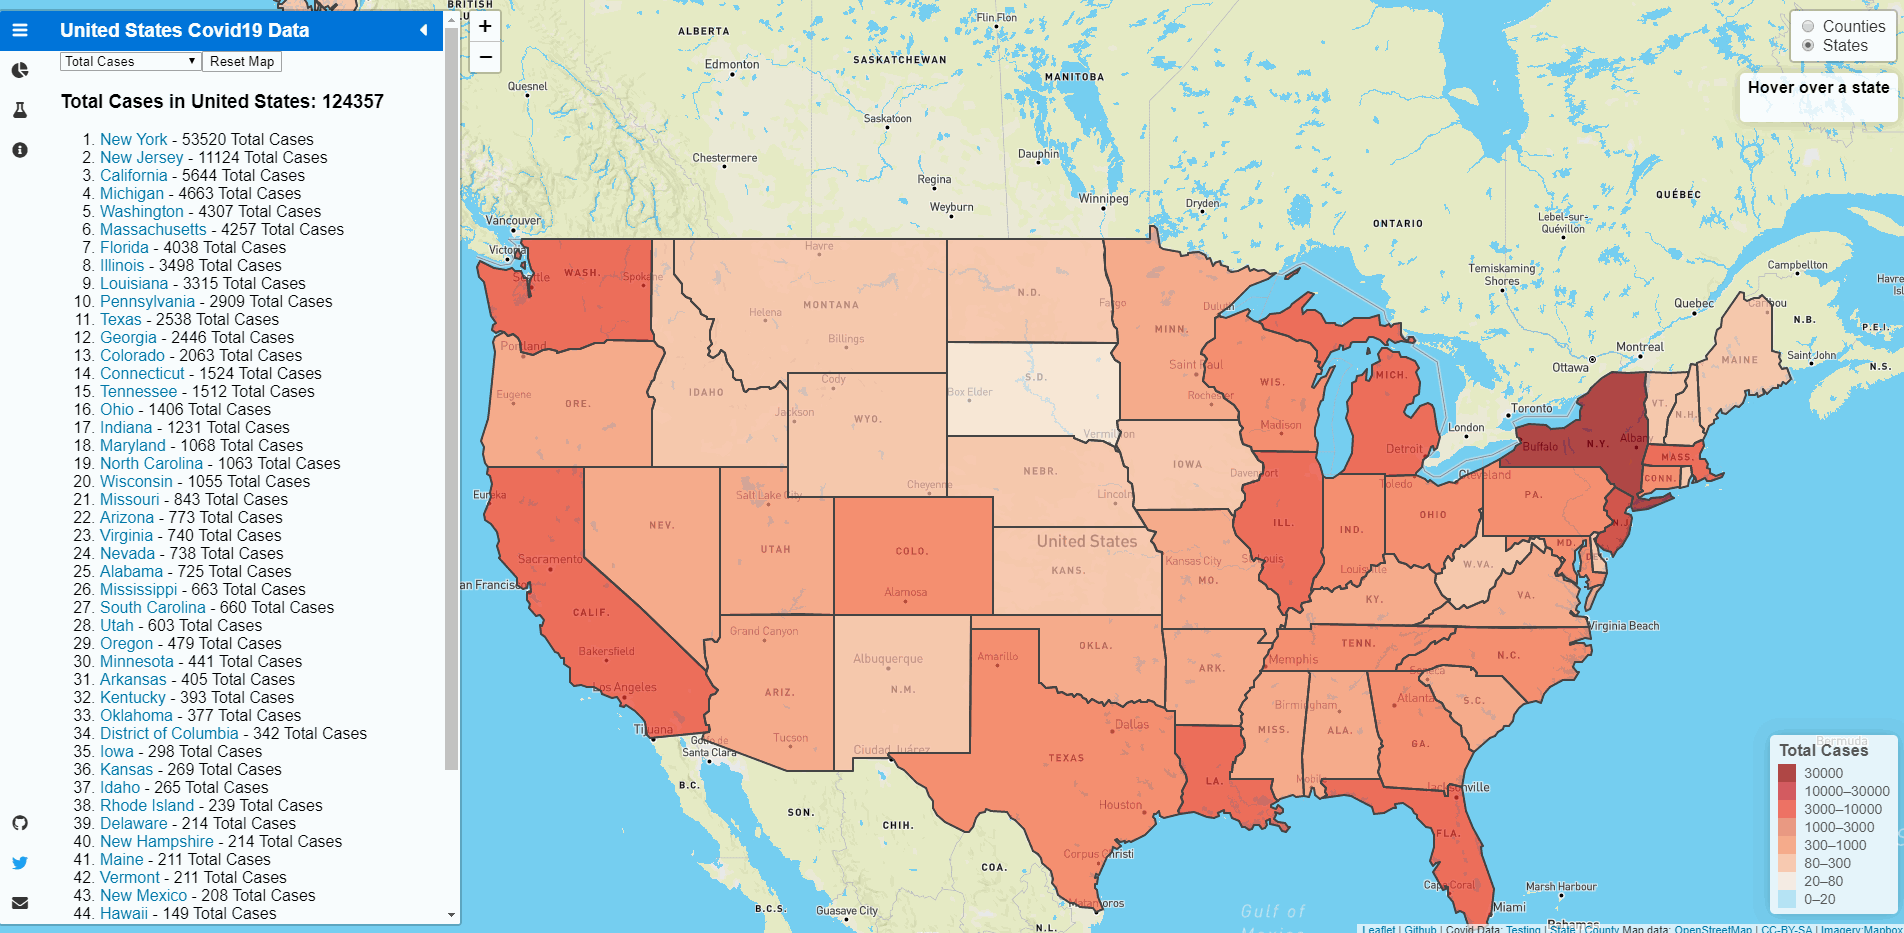 United States Covid19 Data
Total Cases
Reset Map
Total Cases in United States: 124357
1. New York - 53520 Total Cases
2. New Jersey - 11124 Total Cases
3. California - 5644 Total Cases
4. Michigan - 4663 Total Cases
5. Washington - 4307 Total Cases
6. Massachusetts - 4257 Total Cases
7. Florida - 4038 Total Cases
8. Illinois - 3498 Total Cases
9. Louisiana - 3315 Total Cases
10. Pennsylvania - 2909 Total Cases
11. Texas - 2538 Total Cases
12. Georgia - 2446 Total Cases
13. Colorado - 2063 Total Cases
14. Connecticut - 1524 Total Cases
15. Tennessee - 1512 Total Cases
16. Ohio - 1406 Total Cases
17. Indiana - 1231 Total Cases
18. Maryland - 1068 Total Cases
19. North Carolina - 1063 Total Cases
20. Wisconsin - 1055 Total Cases
21. Missouri - 843 Total Cases
22. Arizona - 773 Total Cases
23. Virginia - 740 Total Cases
24. Nevada - 738 Total Cases
25. Alabama - 725 Total Cases
26. Mississippi - 663 Total Cases
27. South Carolina - 660 Total Cases
28. Utah - 603 Total Cases
29. Oregon - 479 Total Cases
30. Minnesota - 441 Total Cases
31. Arkansas - 405 Total Cases
32. Kentucky - 393 Total Cases
33. Oklahoma - 377 Total Cases
34. District of Columbia - 342 Total Cases
35. Iowa - 298 Total Cases
36. Kansas - 269 Total Cases
37. Idaho - 265 Total Cases
38. Rhode Island - 239 Total Cases
39. Delaware - 214 Total Cases
40. New Hampshire - 214 Total Cases
41. Maine - 211 Total Cases
42. Vermont - 211 Total Cases
43. New Mexico - 208 Total Cases
44. Hawaii - 149 Total Cases
+
−
BRITISH
ALBERTA
SASKATCHEWAN
MANITOBA
Flin Flon
Edmonton
Quesnel
Saskatoon
Chestermere
Dauphin
Regina
Weyburn
Winnipeg
Dryden
Vancouver
Victoria
ONTARIO
QUÉBEC
Lebel-sur-
Quévillon
Temiskaming
Shores
Campbellton
Havre
Quebec
N.B.
P.E.I.
Montreal
Saint John
Ottawa
N.S.
Toronto
London
Seattle
WASH.
Spokane
Havre
MONTANA
Helena
Billings
N.D.
Fargo
Duluth
MINN.
Saint Paul
Rochester
Caribou
MAINE
Portland
Eugene
ORE.
IDAHO
Cody
Jackson
WYO.
Box Elder
S.D.
Vermillion
WIS.
Madison
MICH.
Detroit
VT.
N.H.
Buffalo
N.Y.
Albany
MASS.
CONN.
Eureka
Salt Lake City
Cheyenne
NEBR.
Lincoln
IOWA
Davenport
Toledo
Cleveland
PA.
NEV.
UTAH
COLO.
United States
KANS.
Kansas City
MO.
St Louis
ILL.
IND.
OHIO
N.J.
MD.
Sacramento
San Francisco
Alamosa
Louisville
KY.
W.VA.
VA.
Virginia Beach
CALIF.
Bakersfield
Los Angeles
Grand Canyon
ARIZ.
Tucson
Albuquerque
N.M.
Amarillo
OKLA.
ARK.
Memphis
TENN.
N.C.
Seneca
S.C.
Atlanta
Birmingham
MISS.
ALA.
GA.
Tijuana
Golfo de
Santa Clara
Ciudad Juárez
Dallas
TEXAS
LA.
Mobile
Jacksonville
Houston
FLA.
B.C.
SON.
CHIH.
COA.
Corpus Christi
Cape Coral
Marsh Harbour
Miami
Matamoros
B.C.S.
Guasave City
N.L.
Gulf of
Mexico
Bahamas
Counties
States
Hover over a state
Bermuda
Total Cases
30000
10000–30000
3000–10000
1000–3000
300–1000
80–300
20–80
0–20
Leaflet | Github | Covid Data: Testing | State | County Map data: OpenStreetMap | CC-BY-SA | Imagery: Mapbox